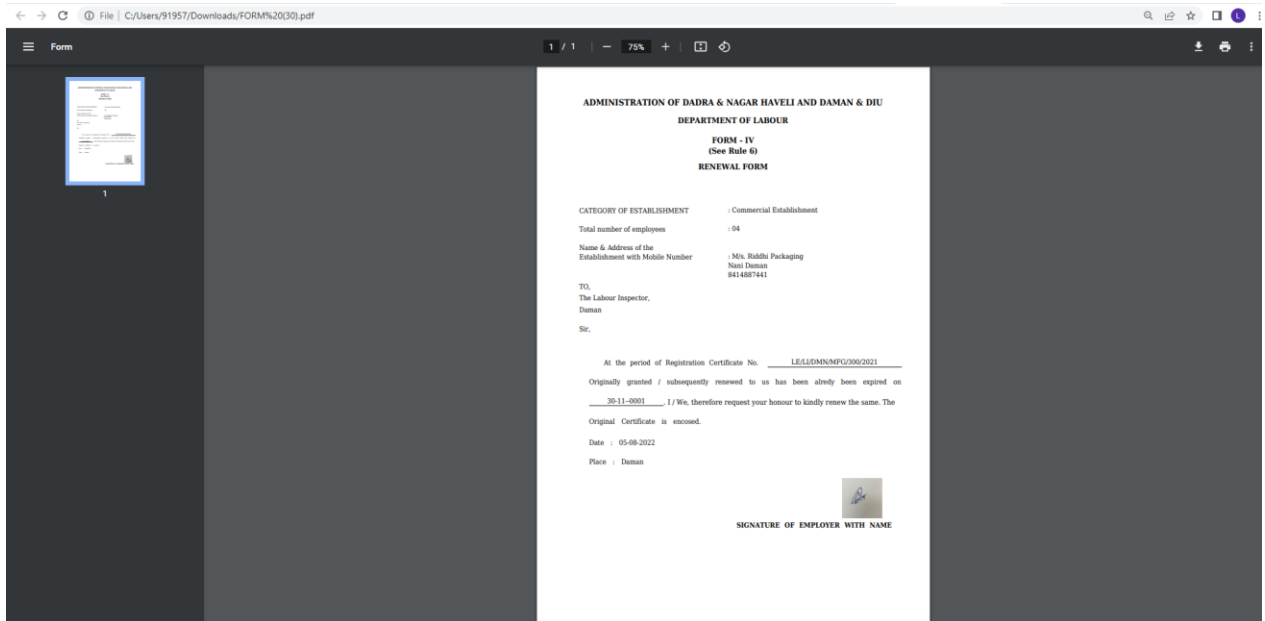 File | C:/Users/91957/Downloads/FORM%20(30).pdf
L
Form
1 / 1 | − 75% +
1
ADMINISTRATION OF DADRA & NAGAR HAVELI AND DAMAN & DIU
DEPARTMENT OF LABOUR
FORM - IV
(See Rule 6)
RENEWAL FORM
CATEGORY OF ESTABLISHMENT : Commercial Establishment
Total number of employees : 04
Name & Address of the
Establishment with Mobile Number : M/s. Riddhi Packaging
Nani Daman
8414887441
TO,
The Labour Inspector,
Daman
Sir,
At the period of Registration Certificate No. LE/LI/DMN/MFG/300/2021
Originally granted / subsequently renewed to us has been alredy been expired on
30-11--0001 . I / We, therefore request your honour to kindly renew the same. The
Original Certificate is encosed.
Date : 05-08-2022
Place : Daman
SIGNATURE OF EMPLOYER WITH NAME